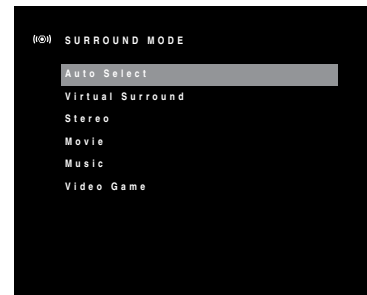 SURROUND MODE
Auto Select
Virtual Surround
Stereo
Movie
Music
Video Game